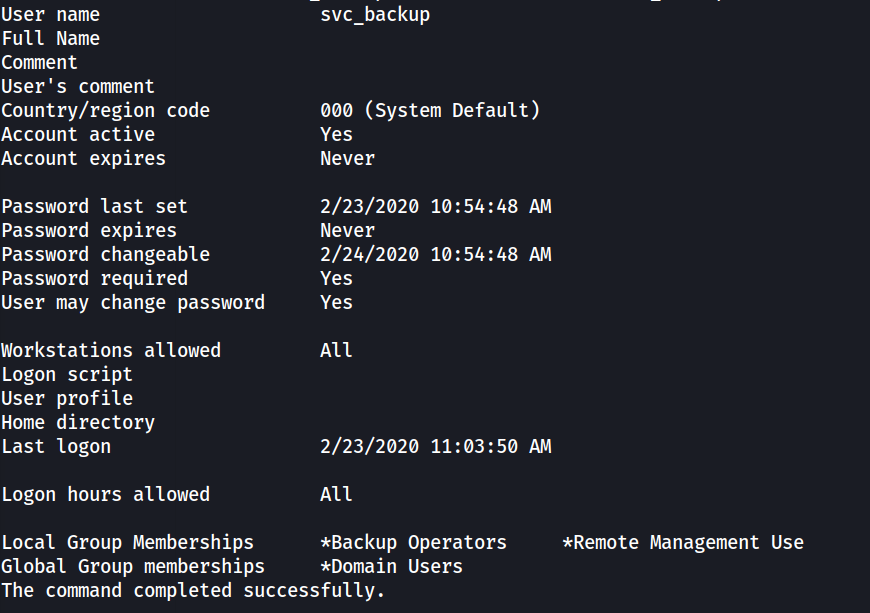 User name                    svc_backup
Full Name
Comment
User's comment
Country/region code          000 (System Default)
Account active               Yes
Account expires              Never

Password last set            2/23/2020 10:54:48 AM
Password expires             Never
Password changeable          2/24/2020 10:54:48 AM
Password required            Yes
User may change password     Yes

Workstations allowed         All
Logon script
User profile
Home directory
Last logon                   2/23/2020 11:03:50 AM

Logon hours allowed          All

Local Group Memberships      *Backup Operators     *Remote Management Use
Global Group memberships     *Domain Users
The command completed successfully.